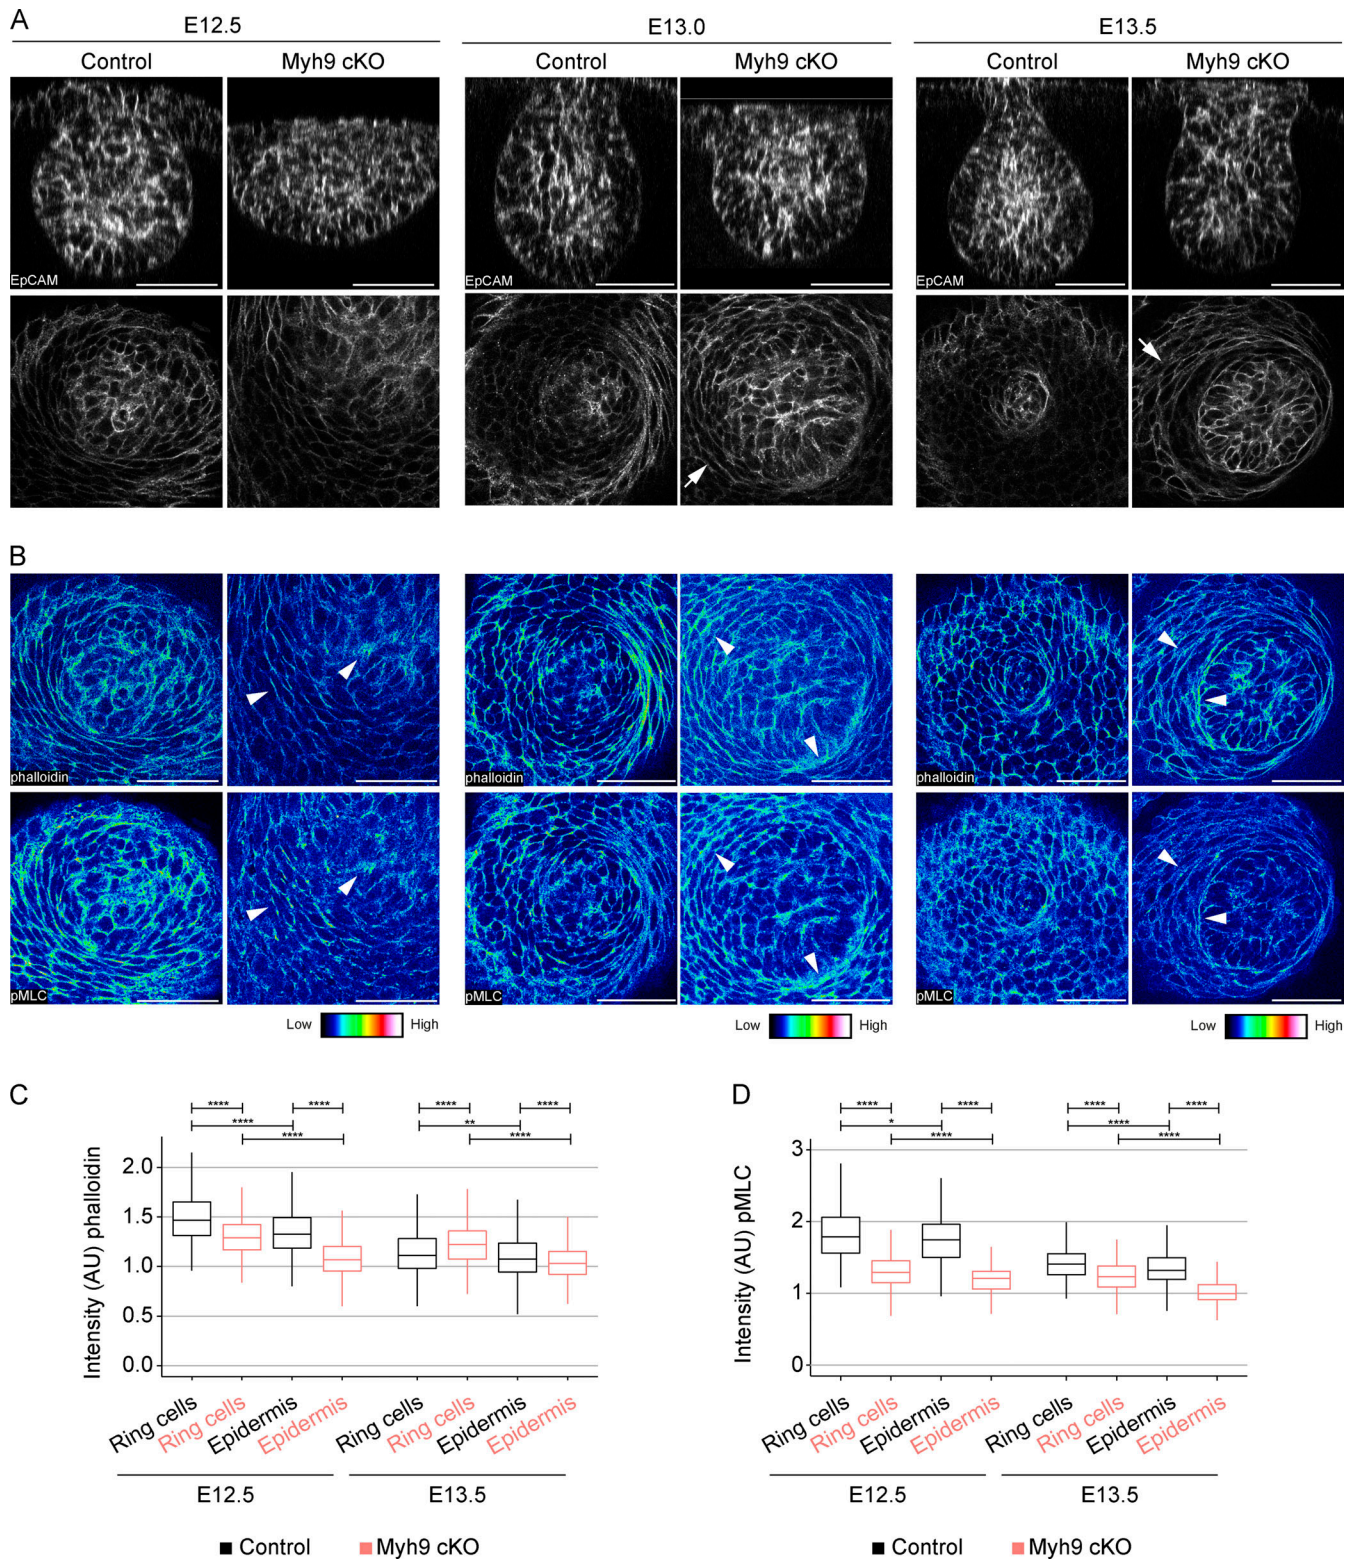 A
E12.5
E13.0
E13.5
Control
Myh9 cKO
Control
Myh9 cKO
Control
Myh9 cKO
EpCAM
EpCAM
EpCAM
B
phalloidin
phalloidin
phalloidin
pMLC
pMLC
pMLC
Low
High
Low
High
Low
High
C
**** **** **** ****
**** **
**** ****
Intensity (AU) phalloidin
2.0
1.5
1.0
0.5
0.0
Ring cells
Ring cells
Epidermis
Epidermis
Ring cells
Ring cells
Epidermis
Epidermis
E12.5
E13.5
Control
Myh9 cKO
D
**** **** **** ****
* ****
**** ****
Intensity (AU) pMLC
3
2
1
0
Ring cells
Ring cells
Epidermis
Epidermis
Ring cells
Ring cells
Epidermis
Epidermis
E12.5
E13.5
Control
Myh9 cKO